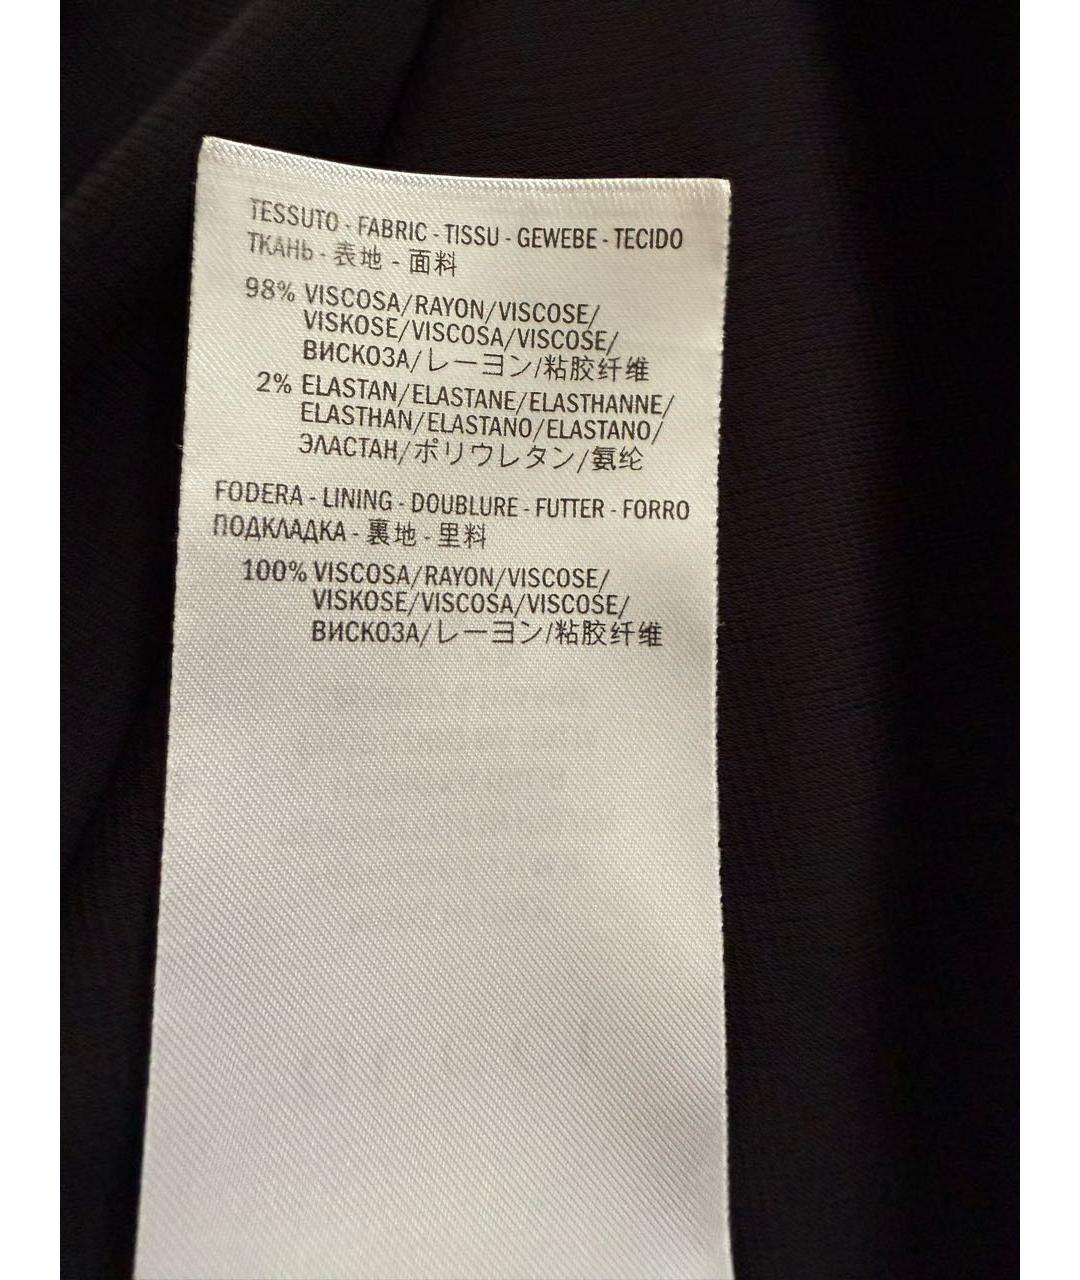 TESSUTO - FABRIC - TISSU - GEWEBE - TECIDO
ТКАНЬ - 表地 - 面料
98% VISCOSA/RAYON/VISCOSE/
VISKOSE/VISCOSA/VISCOSE/
ВИСКОЗА/レーヨン/粘胶纤维
2% ELASTAN/ELASTANE/ELASTHANNE/
ELASTHAN/ELASTANO/ELASTANO/
ЭЛАСТАН/ポリウレタン/氨纶
FODERA - LINING - DOUBLURE - FUTTER - FORRO
ПОДКЛАДКА - 裏地 - 里料
100% VISCOSA/RAYON/VISCOSE/
VISKOSE/VISCOSA/VISCOSE/
ВИСКОЗА/レーヨン/粘胶纤维